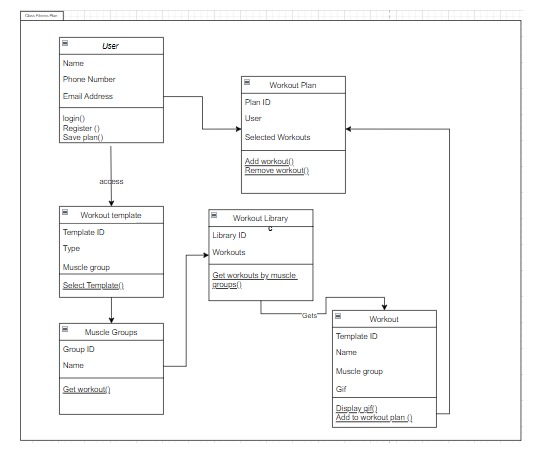 Class Fitness Plan
User
Name
Phone Number
Email Address
login()
Register ()
Save plan()
Workout Plan
Plan ID
User
Selected Workouts
Add workout()
Remove workout()
access
Workout template
Template ID
Type
Muscle group
Select Template()
Workout Library
c
Library ID
Workouts
Get workouts by muscle
groups()
Muscle Groups
Group ID
Name
Get workout()
Gets
Workout
Template ID
Name
Muscle group
Gif
Display gif()
Add to workout plan ()